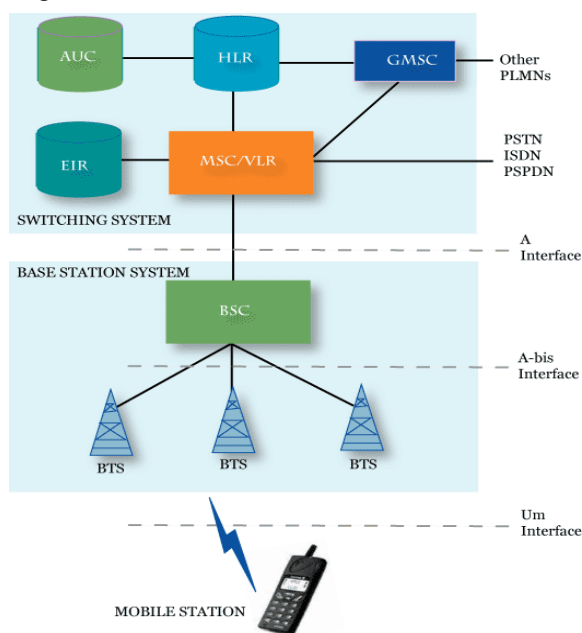 AUC
HLR
GMSC
Other
PLMNs
EIR
MSC/VLR
PSTN
ISDN
PSPDN
SWITCHING SYSTEM
A
Interface
BASE STATION SYSTEM
BSC
A-bis
Interface
BTS
BTS
BTS
Um
Interface
MOBILE STATION